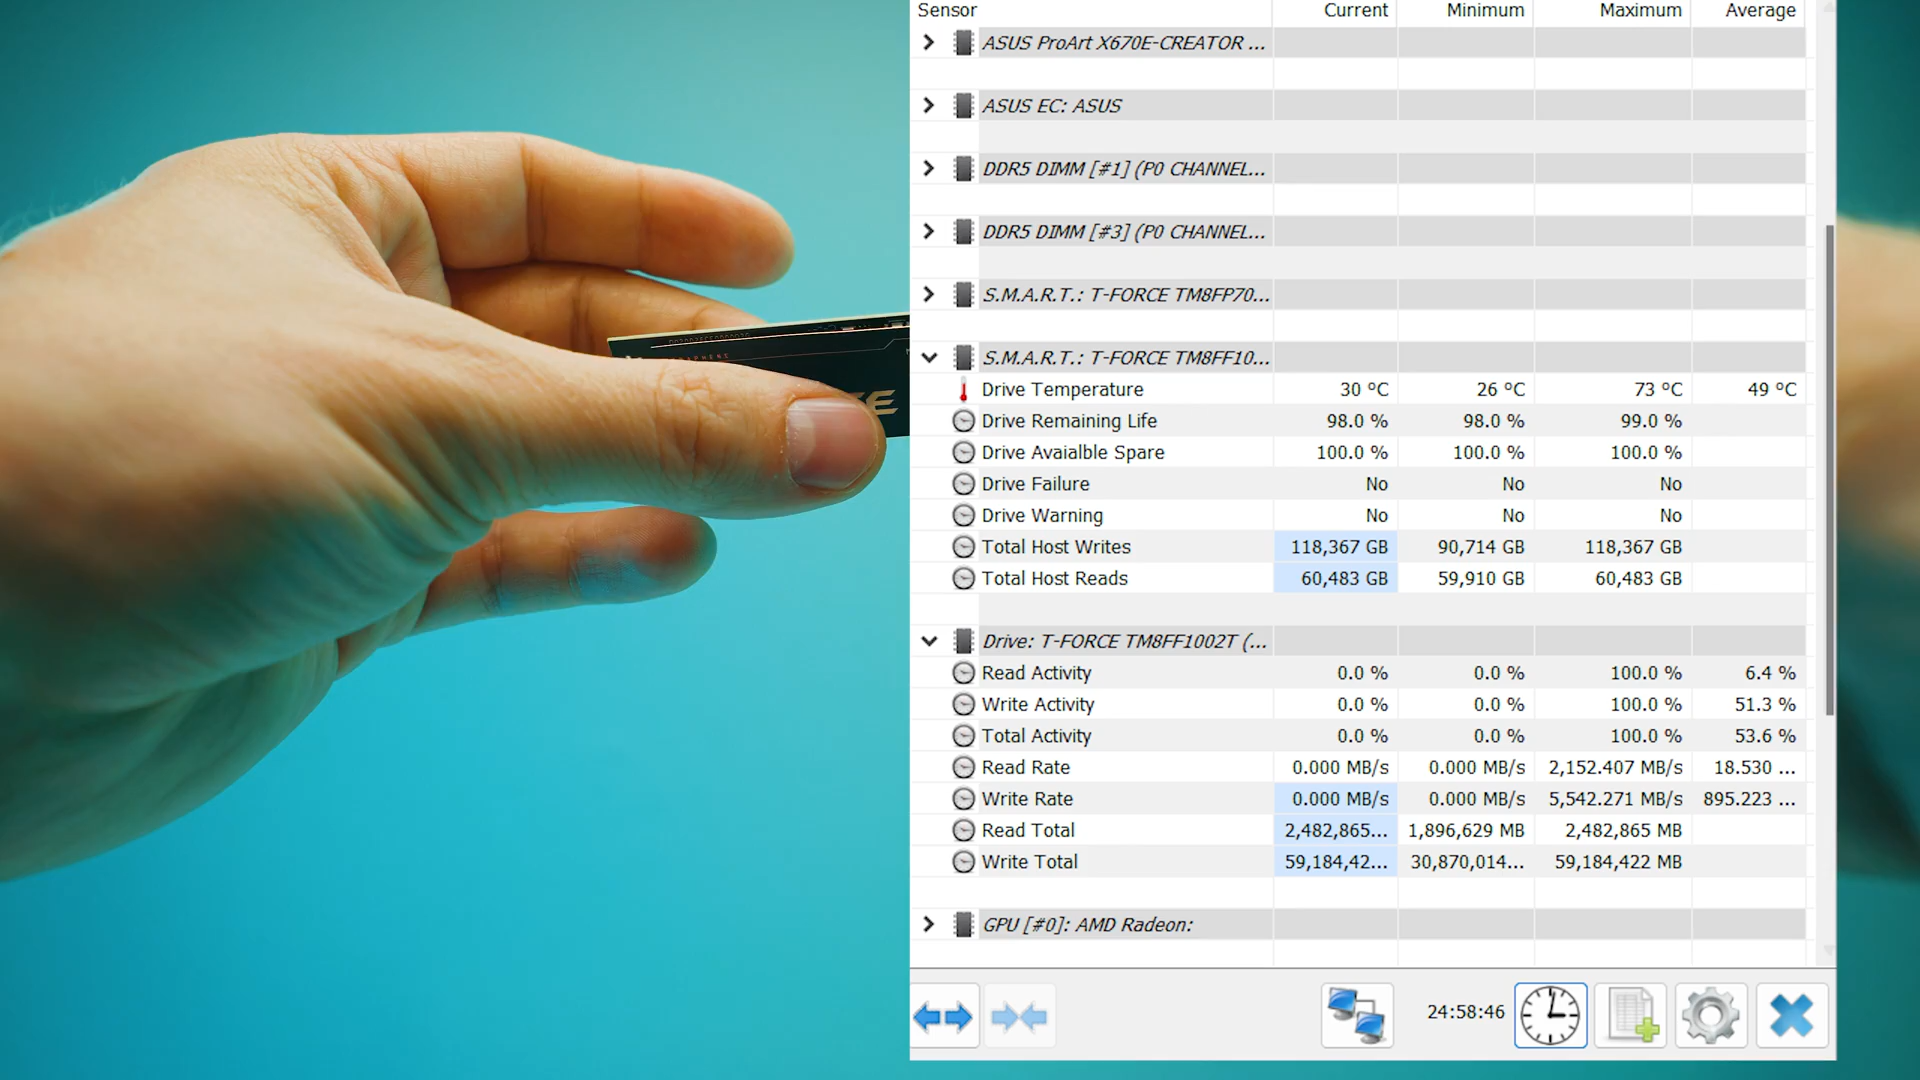 Sensor Current Minimum Maximum Average
ASUS ProArt X670E-CREATOR ...
ASUS EC: ASUS
DDR5 DIMM [#1] (P0 CHANNEL...
DDR5 DIMM [#3] (P0 CHANNEL...
S.M.A.R.T.: T-FORCE TM8FP70...
S.M.A.R.T.: T-FORCE TM8FF10...
Drive Temperature 30 °C 26 °C 73 °C 49 °C
Drive Remaining Life 98.0 % 98.0 % 99.0 %
Drive Avaialble Spare 100.0 % 100.0 % 100.0 %
Drive Failure No No No
Drive Warning No No No
Total Host Writes 118,367 GB 90,714 GB 118,367 GB
Total Host Reads 60,483 GB 59,910 GB 60,483 GB
Drive: T-FORCE TM8FF1002T (...
Read Activity 0.0 % 0.0 % 100.0 % 6.4 %
Write Activity 0.0 % 0.0 % 100.0 % 51.3 %
Total Activity 0.0 % 0.0 % 100.0 % 53.6 %
Read Rate 0.000 MB/s 0.000 MB/s 2,152.407 MB/s 18.530 ...
Write Rate 0.000 MB/s 0.000 MB/s 5,542.271 MB/s 895.223 ...
Read Total 2,482,865... 1,896,629 MB 2,482,865 MB
Write Total 59,184,42... 30,870,014... 59,184,422 MB
GPU [#0]: AMD Radeon:
24:58:46